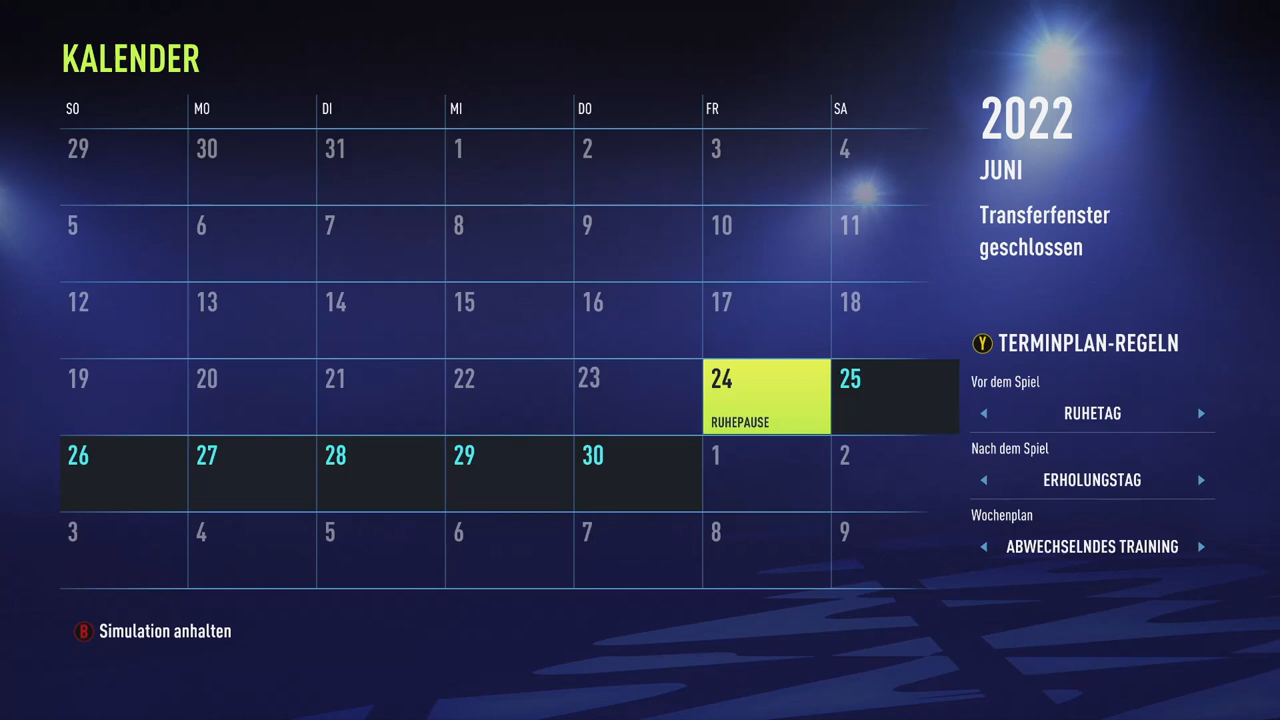 KALENDER
SO MO DI MI DO FR SA
29 30 31 1 2 3 4
5 6 7 8 9 10 11
12 13 14 15 16 17 18
19 20 21 22 23 24 25
RUHEPAUSE
26 27 28 29 30 1 2
3 4 5 6 7 8 9
B Simulation anhalten
2022
JUNI
Transferfenster
geschlossen
Y TERMINPLAN-REGELN
Vor dem Spiel
RUHETAG
Nach dem Spiel
ERHOLUNGSTAG
Wochenplan
ABWECHSELNDES TRAINING